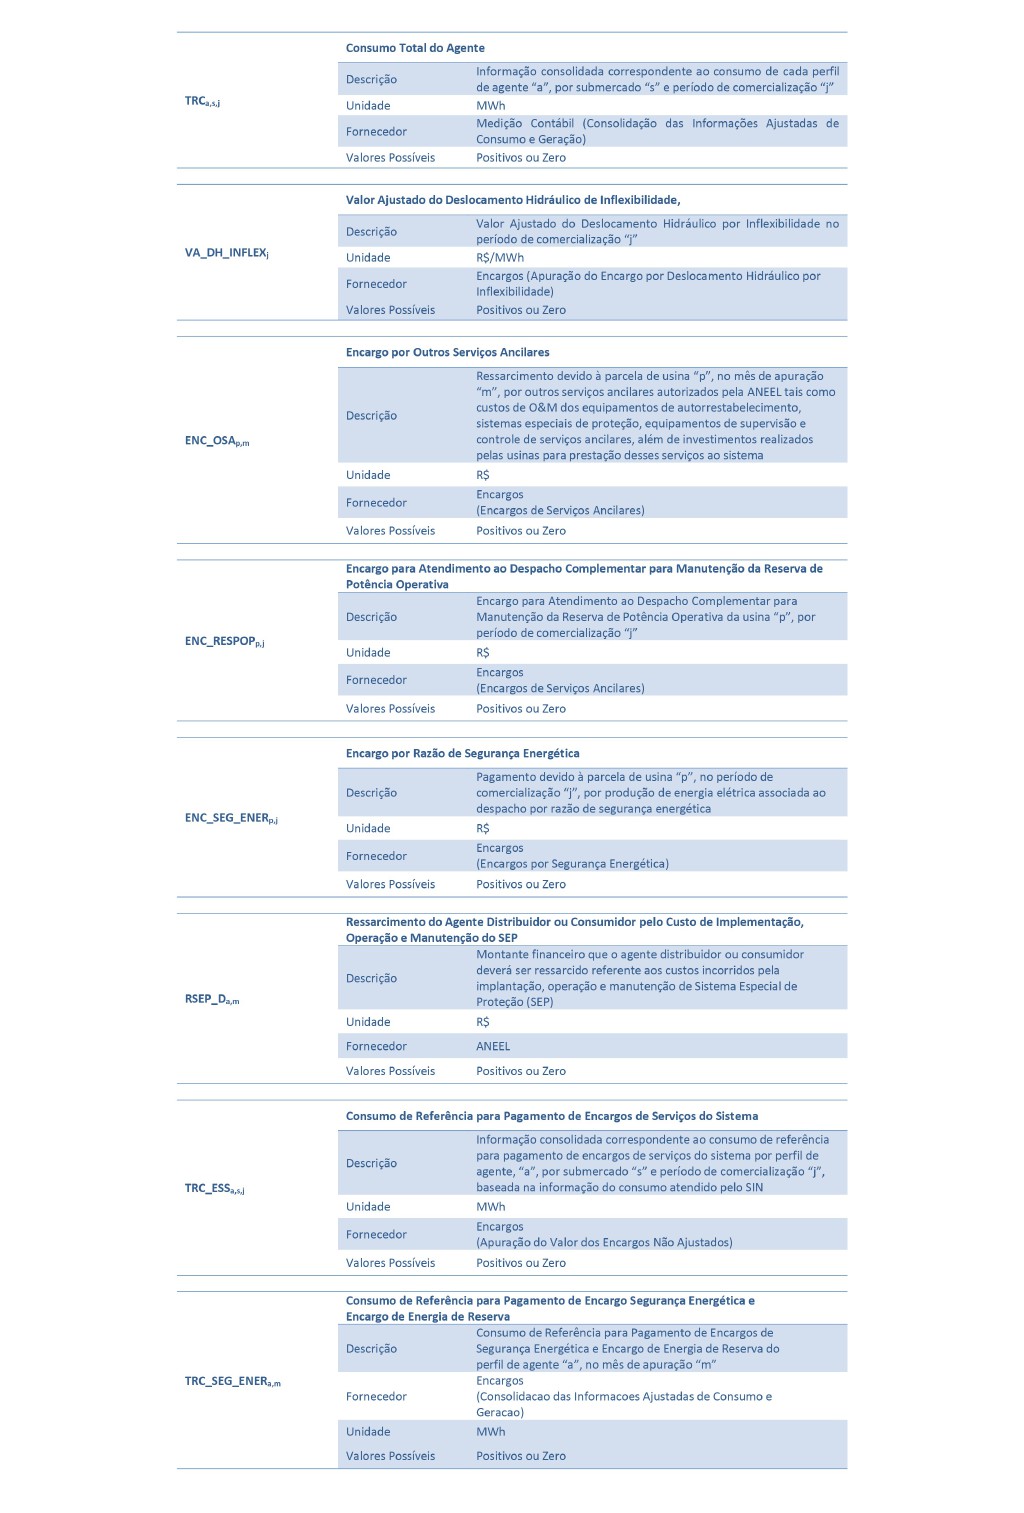 Consumo Total do Agente
TRCa,s,j
Descrição
Informação consolidada correspondente ao consumo de cada perfil
de agente “a”, por submercado “s” e período de comercialização “j”
Unidade
MWh
Fornecedor
Medição Contábil (Consolidação das Informações Ajustadas de
Consumo e Geração)
Valores Possíveis
Positivos ou Zero
Valor Ajustado do Deslocamento Hidráulico de Inflexibilidade,
VA_DH_INFLEXj
Descrição
Valor Ajustado do Deslocamento Hidráulico por Inflexibilidade no
período de comercialização “j”
Unidade
R$/MWh
Fornecedor
Encargos (Apuração do Encargo por Deslocamento Hidráulico por
Inflexibilidade)
Valores Possíveis
Positivos ou Zero
Encargo por Outros Serviços Ancilares
ENC_OSAp,m
Descrição
Ressarcimento devido à parcela de usina “p”, no mês de apuração
“m”, por outros serviços ancilares autorizados pela ANEEL tais como
custos de O&M dos equipamentos de autorrestabelecimento,
sistemas especiais de proteção, equipamentos de supervisão e
controle de serviços ancilares, além de investimentos realizados
pelas usinas para prestação desses serviços ao sistema
Unidade
R$
Fornecedor
Encargos
(Encargos de Serviços Ancilares)
Valores Possíveis
Positivos ou Zero
Encargo para Atendimento ao Despacho Complementar para Manutenção da Reserva de
Potência Operativa
ENC_RESPOPp,j
Descrição
Encargo para Atendimento ao Despacho Complementar para
Manutenção da Reserva de Potência Operativa da usina “p”, por
período de comercialização “j”
Unidade
R$
Fornecedor
Encargos
(Encargos de Serviços Ancilares)
Valores Possíveis
Positivos ou Zero
Encargo por Razão de Segurança Energética
ENC_SEG_ENERp,j
Descrição
Pagamento devido à parcela de usina “p”, no período de
comercialização “j”, por produção de energia elétrica associada ao
despacho por razão de segurança energética
Unidade
R$
Fornecedor
Encargos
(Encargos por Segurança Energética)
Valores Possíveis
Positivos ou Zero
Ressarcimento do Agente Distribuidor ou Consumidor pelo Custo de Implementação,
Operação e Manutenção do SEP
RSEP_Da,m
Descrição
Montante financeiro que o agente distribuidor ou consumidor
deverá ser ressarcido referente aos custos incorridos pela
implantação, operação e manutenção de Sistema Especial de
Proteção (SEP)
Unidade
R$
Fornecedor
ANEEL
Valores Possíveis
Positivos ou Zero
Consumo de Referência para Pagamento de Encargos de Serviços do Sistema
TRC_ESSa,s,j
Descrição
Informação consolidada correspondente ao consumo de referência
para pagamento de encargos de serviços do sistema por perfil de
agente, “a”, por submercado “s” e período de comercialização “j”,
baseada na informação do consumo atendido pelo SIN
Unidade
MWh
Fornecedor
Encargos
(Apuração do Valor dos Encargos Não Ajustados)
Valores Possíveis
Positivos ou Zero
Consumo de Referência para Pagamento de Encargo Segurança Energética e
Encargo de Energia de Reserva
TRC_SEG_ENERa,m
Descrição
Consumo de Referência para Pagamento de Encargos de
Segurança Energética e Encargo de Energia de Reserva do
perfil de agente “a”, no mês de apuração “m”
Fornecedor
Encargos
(Consolidacao das Informacoes Ajustadas de Consumo e
Geracao)
Unidade
MWh
Valores Possíveis
Positivos ou Zero